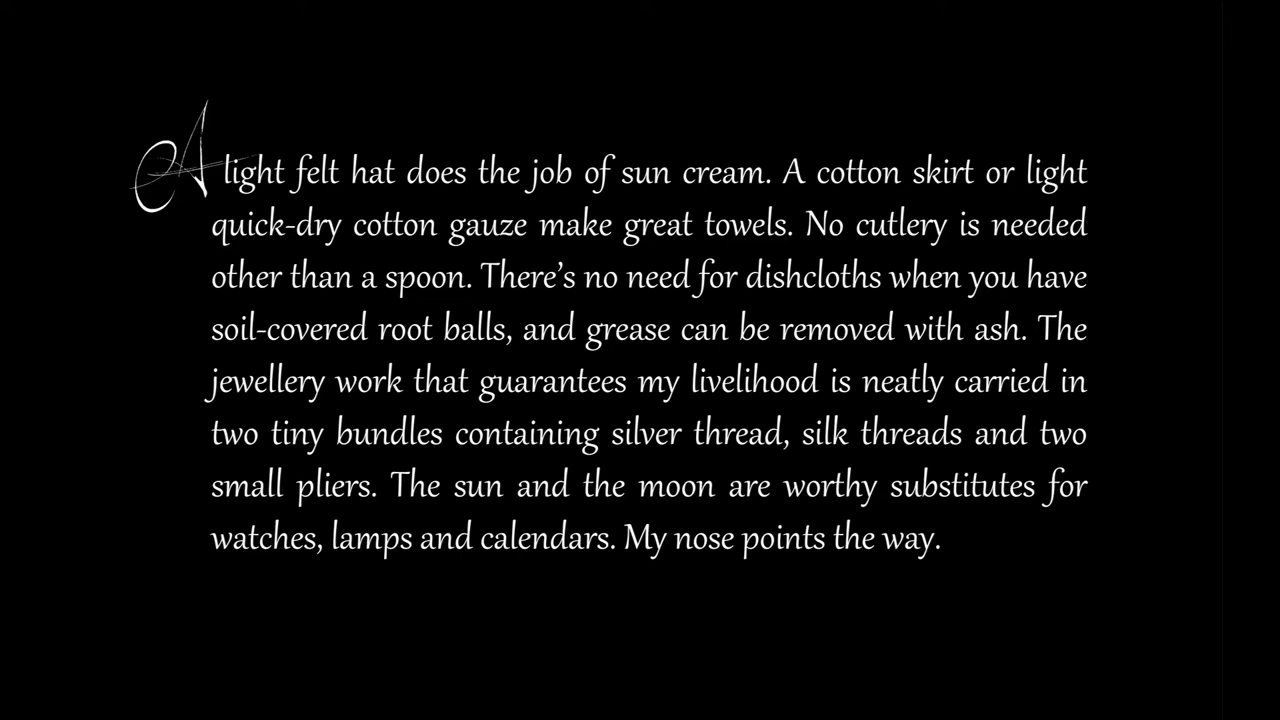 A light felt hat does the job of sun cream. A cotton skirt or light
quick-dry cotton gauze make great towels. No cutlery is needed
other than a spoon. There’s no need for dishcloths when you have
soil-covered root balls, and grease can be removed with ash. The
jewellery work that guarantees my livelihood is neatly carried in
two tiny bundles containing silver thread, silk threads and two
small pliers. The sun and the moon are worthy substitutes for
watches, lamps and calendars. My nose points the way.